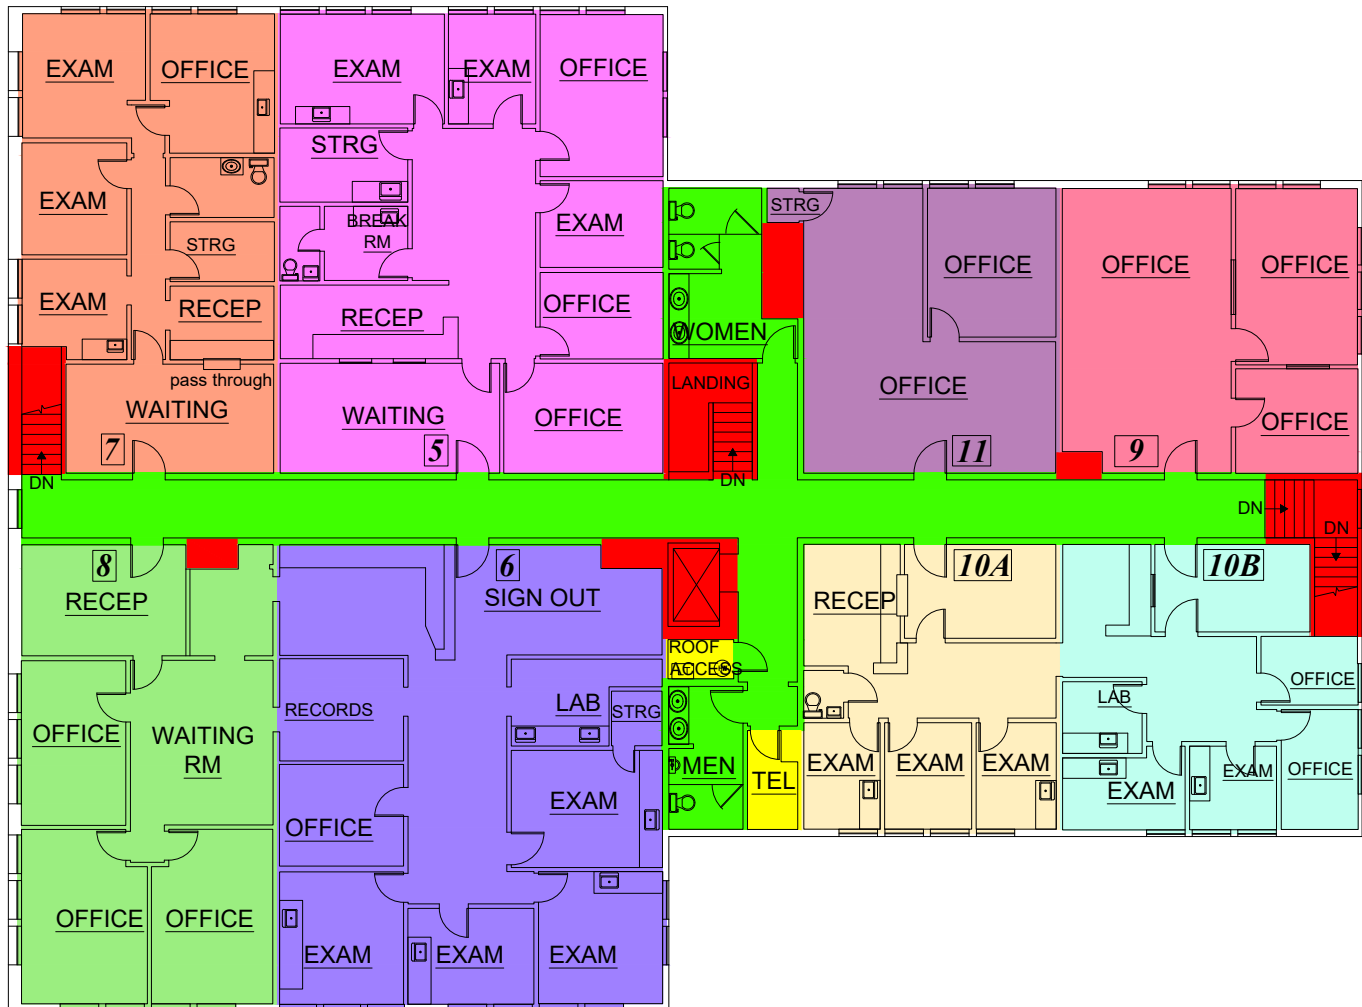 EXAM
OFFICE
EXAM
STRG
EXAM
RECEP
pass through
WAITING
7
DN
EXAM
EXAM
OFFICE
STRG
BREAK
RM
EXAM
OFFICE
RECEP
WAITING
5
OFFICE
WOMEN
LANDING
DN
STRG
OFFICE
OFFICE
11
OFFICE
OFFICE
OFFICE
9
DN
DN
8
RECEP
OFFICE
WAITING
RM
OFFICE
OFFICE
6
SIGN OUT
RECORDS
LAB
STRG
OFFICE
EXAM
EXAM
EXAM
EXAM
ROOF
ACCESS
MEN
TEL
10A
RECEP
EXAM
EXAM
EXAM
10B
LAB
OFFICE
EXAM
EXAM
OFFICE